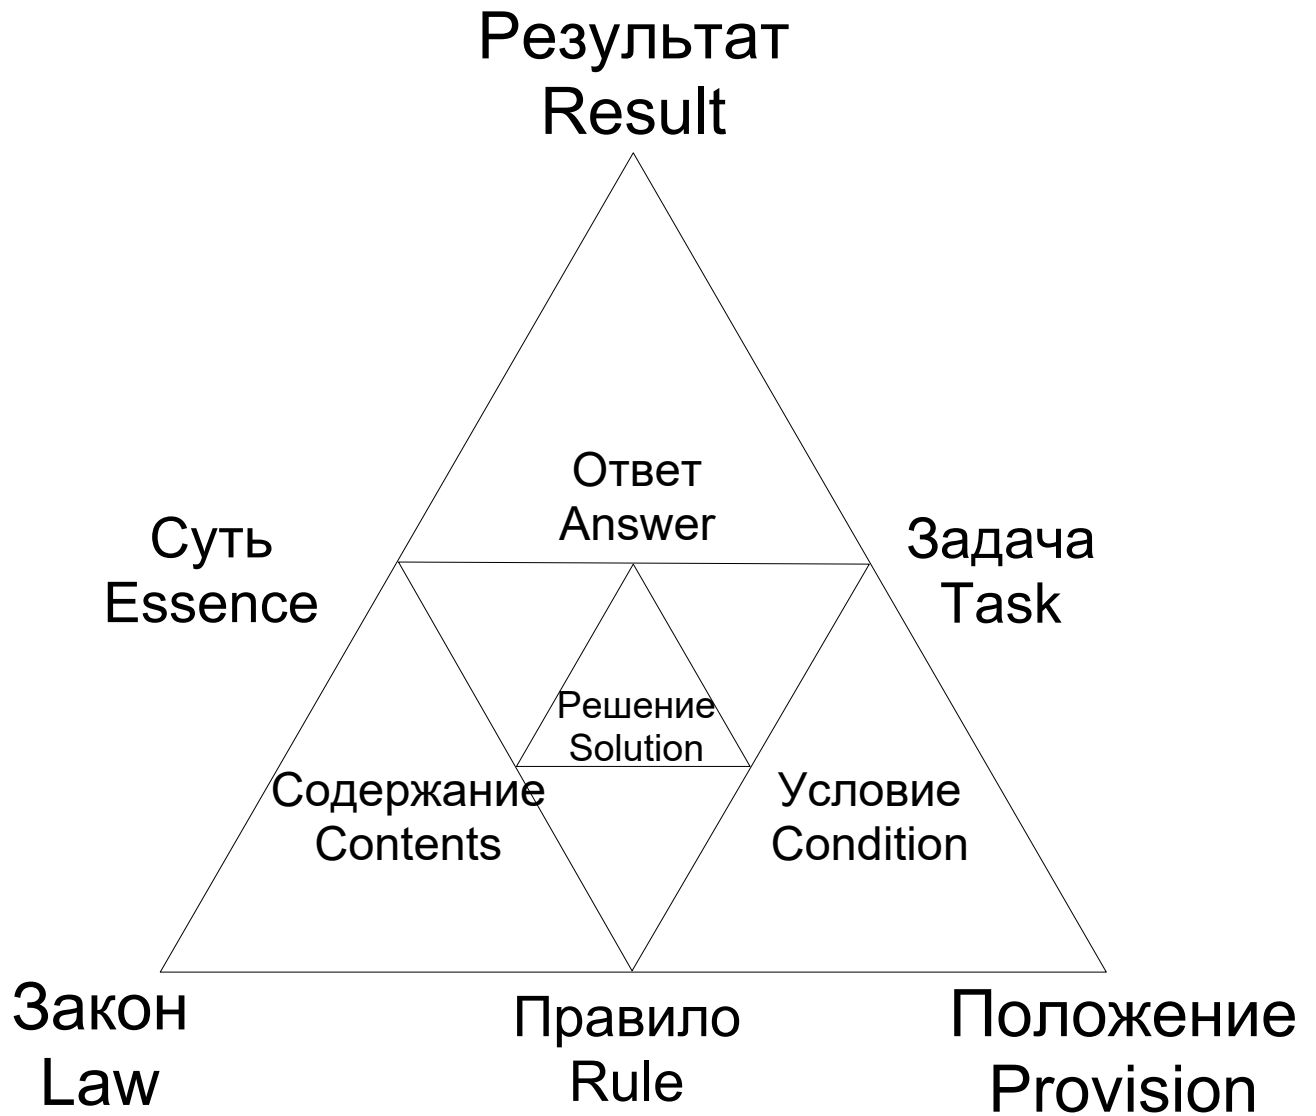 Результат
Result
Ответ
Answer
Суть
Essence
Задача
Task
Решение
Solution
Содержание
Contents
Условие
Condition
Закон
Law
Правило
Rule
Положение
Provision